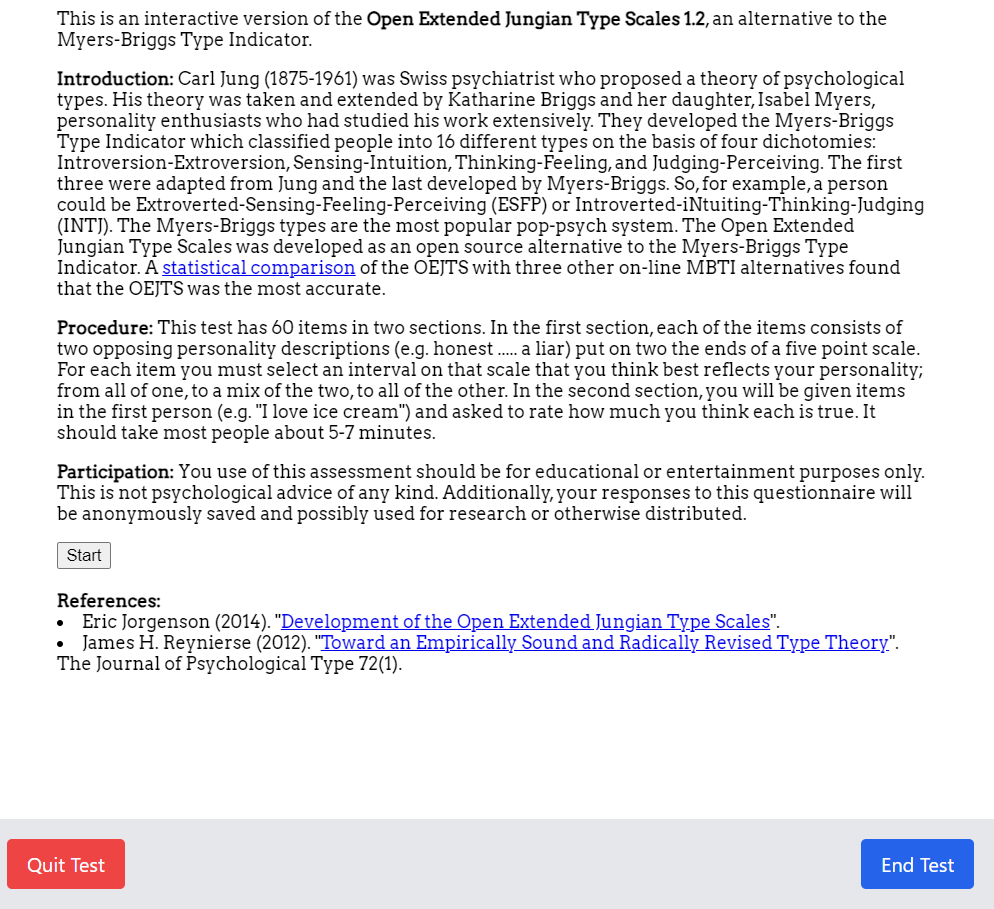 This is an interactive version of the Open Extended Jungian Type Scales 1.2, an alternative to the
Myers-Briggs Type Indicator.
Introduction: Carl Jung (1875-1961) was Swiss psychiatrist who proposed a theory of psychological
types. His theory was taken and extended by Katharine Briggs and her daughter, Isabel Myers,
personality enthusiasts who had studied his work extensively. They developed the Myers-Briggs
Type Indicator which classified people into 16 different types on the basis of four dichotomies:
Introversion-Extroversion, Sensing-Intuition, Thinking-Feeling, and Judging-Perceiving. The first
three were adapted from Jung and the last developed by Myers-Briggs. So, for example, a person
could be Extroverted-Sensing-Feeling-Perceiving (ESFP) or Introverted-iNtuiting-Thinking-Judging
(INTJ). The Myers-Briggs types are the most popular pop-psych system. The Open Extended
Jungian Type Scales was developed as an open source alternative to the Myers-Briggs Type
Indicator. A statistical comparison of the OEJTS with three other on-line MBTI alternatives found
that the OEJTS was the most accurate.
Procedure: This test has 60 items in two sections. In the first section, each of the items consists of
two opposing personality descriptions (e.g. honest ..... a liar) put on two the ends of a five point scale.
For each item you must select an interval on that scale that you think best reflects your personality;
from all of one, to a mix of the two, to all of the other. In the second section, you will be given items
in the first person (e.g. "I love ice cream") and asked to rate how much you think each is true. It
should take most people about 5-7 minutes.
Participation: You use of this assessment should be for educational or entertainment purposes only.
This is not psychological advice of any kind. Additionally, your responses to this questionnaire will
be anonymously saved and possibly used for research or otherwise distributed.
Start
References:
• Eric Jorgenson (2014). "Development of the Open Extended Jungian Type Scales".
• James H. Reynierse (2012). "Toward an Empirically Sound and Radically Revised Type Theory".
The Journal of Psychological Type 72(1).
Quit Test
End Test